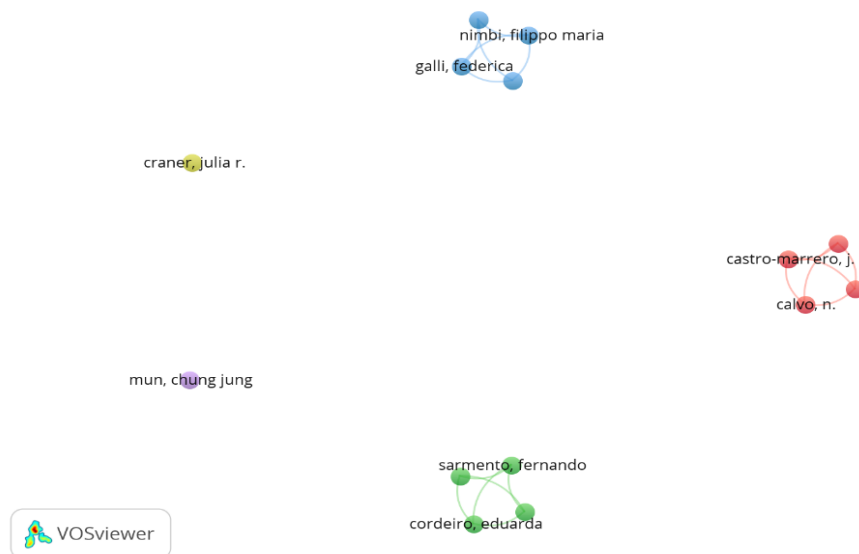 nimbi, filippo maria
galli, federica
craner, julia r.
castro-marrero, j.
calvo, n.
mun, chung jung
sarmento, fernando
cordeiro, eduarda
VOSviewer